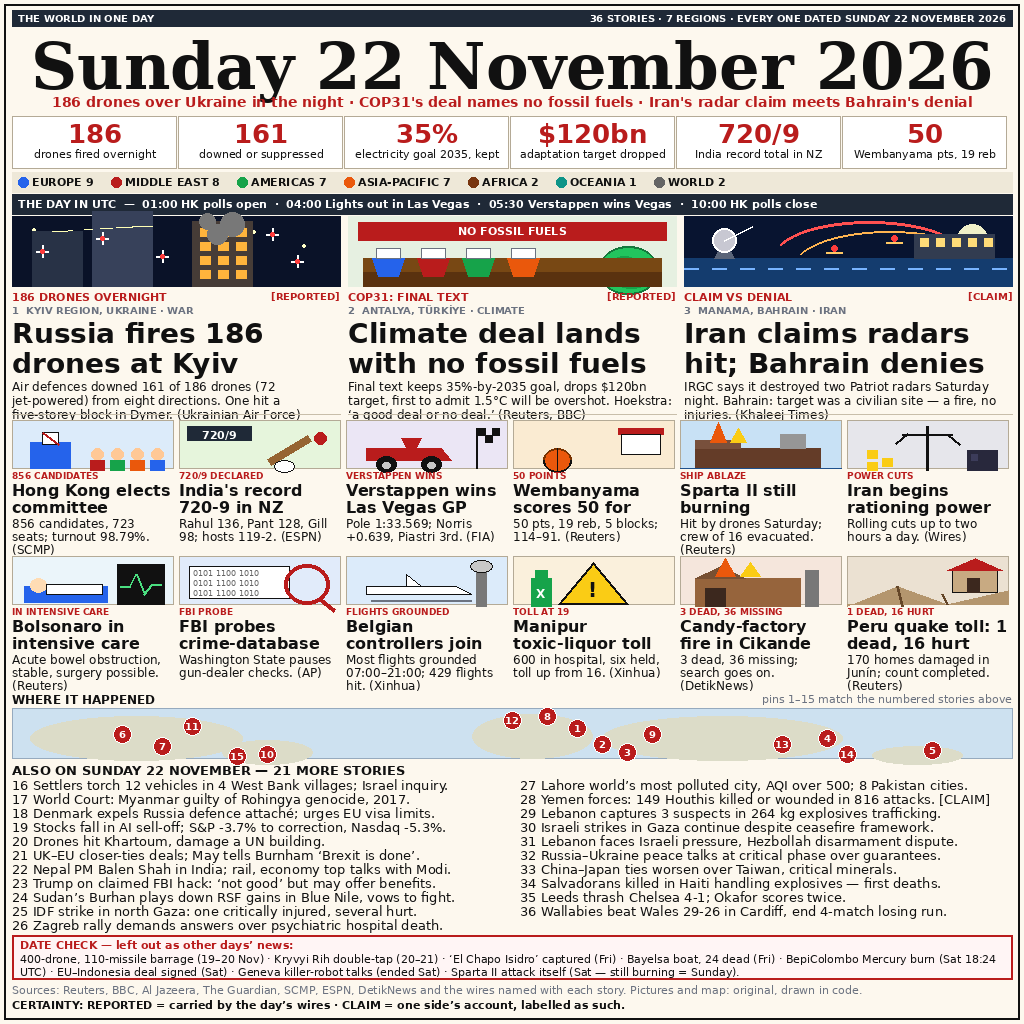 THE WORLD IN ONE DAY
36 STORIES · 7 REGIONS · EVERY ONE DATED SUNDAY 22 NOVEMBER 2026
Sunday 22 November 2026
186 drones over Ukraine in the night · COP31's deal names no fossil fuels · Iran's radar claim meets Bahrain's denial
186
drones fired overnight
161
downed or suppressed
35%
electricity goal 2035, kept
$120bn
adaptation target dropped
720/9
India record total in NZ
50
Wembanyama pts, 19 reb
EUROPE 9 MIDDLE EAST 8 AMERICAS 7 ASIA-PACIFIC 7 AFRICA 2 OCEANIA 1 WORLD 2
THE DAY IN UTC — 01:00 HK polls open · 04:00 Lights out in Las Vegas · 05:30 Verstappen wins Vegas · 10:00 HK polls close
186 DRONES OVERNIGHT [REPORTED]
1 KYIV REGION, UKRAINE · WAR
Russia fires 186
drones at Kyiv
Air defences downed 161 of 186 drones (72
jet-powered) from eight directions. One hit a
five-storey block in Dymer. (Ukrainian Air Force)
NO FOSSIL FUELS
COP31: FINAL TEXT [REPORTED]
2 ANTALYA, TÜRKİYE · CLIMATE
Climate deal lands
with no fossil fuels
Final text keeps 35%-by-2035 goal, drops $120bn
target, first to admit 1.5°C will be overshot. Hoekstra:
‘a good deal or no deal.’ (Reuters, BBC)
CLAIM VS DENIAL [CLAIM]
3 MANAMA, BAHRAIN · IRAN
Iran claims radars
hit; Bahrain denies
IRGC says it destroyed two Patriot radars Saturday
night. Bahrain: target was a civilian site — a fire, no
injuries. (Khaleej Times)
856 CANDIDATES
Hong Kong elects
committee
856 candidates, 723
seats; turnout 98.79%.
(SCMP)
720/9
720/9 DECLARED
India's record
720-9 in NZ
Rahul 136, Pant 128, Gill
98; hosts 119-2. (ESPN)
VERSTAPPEN WINS
Verstappen wins
Las Vegas GP
Pole 1:33.569; Norris
+0.639, Piastri 3rd. (FIA)
50 POINTS
Wembanyama
scores 50 for
50 pts, 19 reb, 5 blocks;
114–91. (Reuters)
SHIP ABLAZE
Sparta II still
burning
Hit by drones Saturday;
crew of 16 evacuated.
(Reuters)
POWER CUTS
Iran begins
rationing power
Rolling cuts up to two
hours a day. (Wires)
IN INTENSIVE CARE
Bolsonaro in
intensive care
Acute bowel obstruction,
stable, surgery possible.
(Reuters)
0101 1100 1010
0101 1100 1010
0101 1100 1010
FBI PROBE
FBI probes
crime-database
Washington State pauses
gun-dealer checks. (AP)
FLIGHTS GROUNDED
Belgian
controllers join
Most flights grounded
07:00–21:00; 429 flights
hit. (Xinhua)
X
!
TOLL AT 19
Manipur
toxic-liquor toll
600 in hospital, six held,
toll up from 16. (Xinhua)
3 DEAD, 36 MISSING
Candy-factory
fire in Cikande
3 dead, 36 missing;
search goes on.
(DetikNews)
1 DEAD, 16 HURT
Peru quake toll: 1
dead, 16 hurt
170 homes damaged in
Junín; count completed.
(Reuters)
WHERE IT HAPPENED
pins 1–15 match the numbered stories above
6
7
11
15
10
12
8
1
2
3
9
13
4
14
5
ALSO ON SUNDAY 22 NOVEMBER — 21 MORE STORIES
16 Settlers torch 12 vehicles in 4 West Bank villages; Israel inquiry.
17 World Court: Myanmar guilty of Rohingya genocide, 2017.
18 Denmark expels Russia defence attaché; urges EU visa limits.
19 Stocks fall in AI sell-off; S&P -3.7% to correction, Nasdaq -5.3%.
20 Drones hit Khartoum, damage a UN building.
21 UK–EU closer-ties deals; May tells Burnham ‘Brexit is done’.
22 Nepal PM Balen Shah in India; rail, economy top talks with Modi.
23 Trump on claimed FBI hack: ‘not good’ but may offer benefits.
24 Sudan’s Burhan plays down RSF gains in Blue Nile, vows to fight.
25 IDF strike in north Gaza: one critically injured, several hurt.
26 Zagreb rally demands answers over psychiatric hospital death.
27 Lahore world’s most polluted city, AQI over 500; 8 Pakistan cities.
28 Yemen forces: 149 Houthis killed or wounded in 816 attacks. [CLAIM]
29 Lebanon captures 3 suspects in 264 kg explosives trafficking.
30 Israeli strikes in Gaza continue despite ceasefire framework.
31 Lebanon faces Israeli pressure, Hezbollah disarmament dispute.
32 Russia–Ukraine peace talks at critical phase over guarantees.
33 China–Japan ties worsen over Taiwan, critical minerals.
34 Salvadorans killed in Haiti handling explosives — first deaths.
35 Leeds thrash Chelsea 4-1; Okafor scores twice.
36 Wallabies beat Wales 29-26 in Cardiff, end 4-match losing run.
DATE CHECK — left out as other days’ news:
400-drone, 110-missile barrage (19–20 Nov) · Kryvyi Rih double-tap (20–21) · ‘El Chapo Isidro’ captured (Fri) · Bayelsa boat, 24 dead (Fri) · BepiColombo Mercury burn (Sat 18:24
UTC) · EU–Indonesia deal signed (Sat) · Geneva killer-robot talks (ended Sat) · Sparta II attack itself (Sat — still burning = Sunday).
Sources: Reuters, BBC, Al Jazeera, The Guardian, SCMP, ESPN, DetikNews and the wires named with each story. Pictures and map: original, drawn in code.
CERTAINTY: REPORTED = carried by the day’s wires · CLAIM = one side’s account, labelled as such.